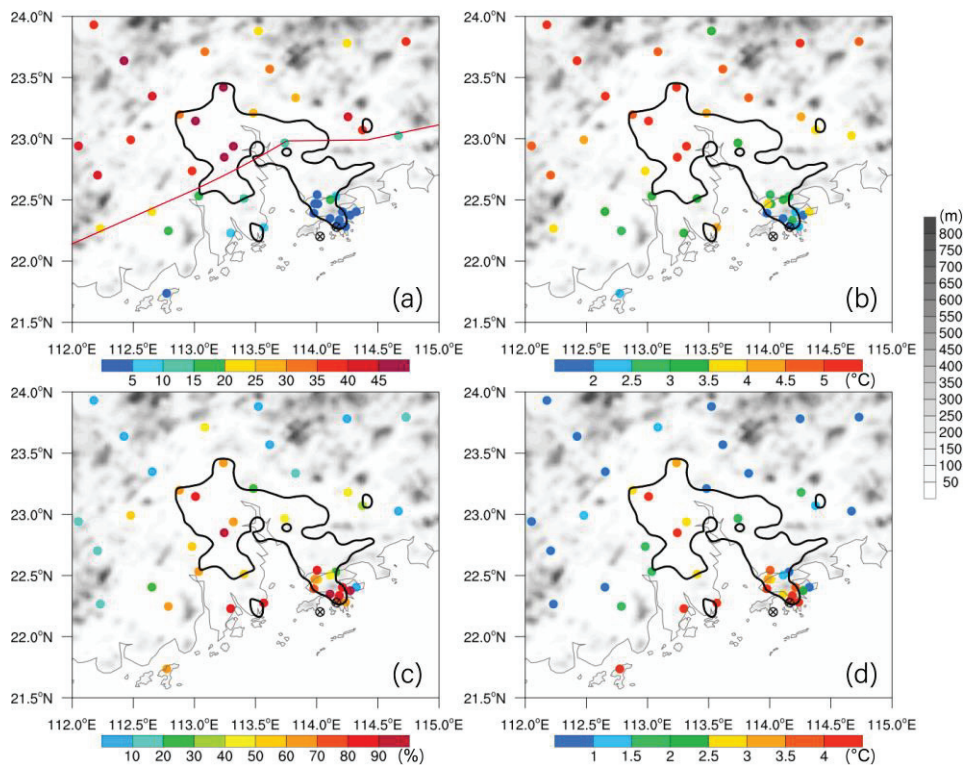 24.0°N
23.5°N
23.0°N
22.5°N
22.0°N
21.5°N
(a)
112.0°E 112.5°E 113.0°E 113.5°E 114.0°E 114.5°E 115.0°E
5 10 15 20 25 30 35 40 45
24.0°N
23.5°N
23.0°N
22.5°N
22.0°N
21.5°N
(b)
112.0°E 112.5°E 113.0°E 113.5°E 114.0°E 114.5°E 115.0°E
2 2.5 3 3.5 4 4.5 5 (°C)
(m)
800
750
700
650
600
550
500
450
400
350
300
250
200
150
100
50
24.0°N
23.5°N
23.0°N
22.5°N
22.0°N
21.5°N
(c)
112.0°E 112.5°E 113.0°E 113.5°E 114.0°E 114.5°E 115.0°E
10 20 30 40 50 60 70 80 90 (%)
24.0°N
23.5°N
23.0°N
22.5°N
22.0°N
21.5°N
(d)
112.0°E 112.5°E 113.0°E 113.5°E 114.0°E 114.5°E 115.0°E
1 1.5 2 2.5 3 3.5 4 (°C)